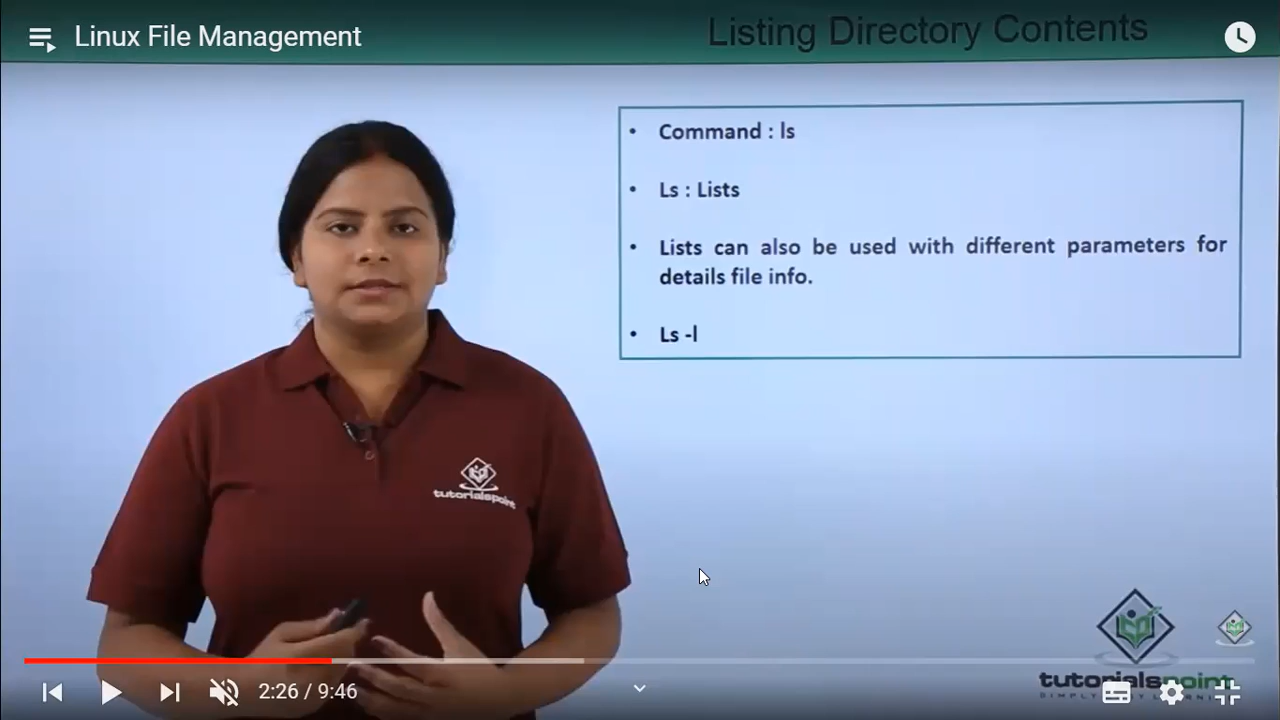 Linux File Management
Listing Directory Contents
• Command : ls
• Ls : Lists
• Lists can also be used with different parameters for
details file info.
• Ls -l
tutorialspoint
tutorialspoint
2:26 / 9:46